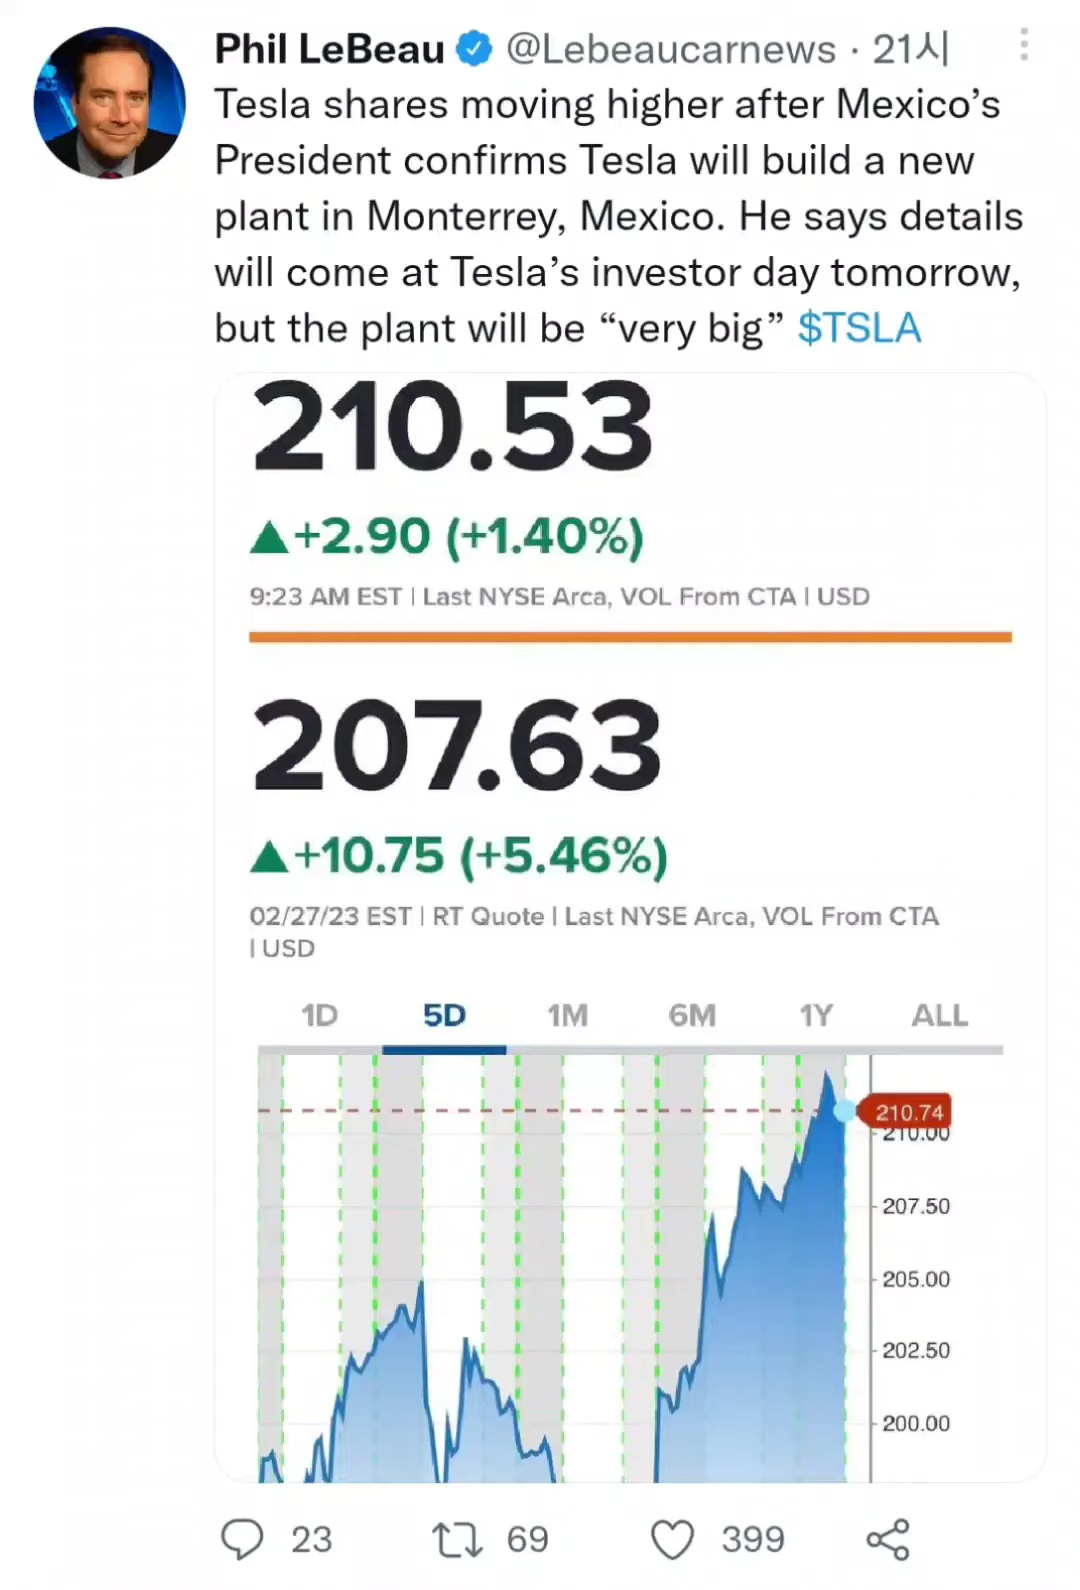 Phil LeBeau @Lebeaucarnews · 21시
Tesla shares moving higher after Mexico’s
President confirms Tesla will build a new
plant in Monterrey, Mexico. He says details
will come at Tesla’s investor day tomorrow,
but the plant will be “very big” $TSLA
210.53
▲+2.90 (+1.40%)
9:23 AM EST | Last NYSE Arca, VOL From CTA | USD
207.63
▲+10.75 (+5.46%)
02/27/23 EST | RT Quote | Last NYSE Arca, VOL From CTA
| USD
1D 5D 1M 6M 1Y ALL
210.74
210.00
207.50
205.00
202.50
200.00
23 69 399